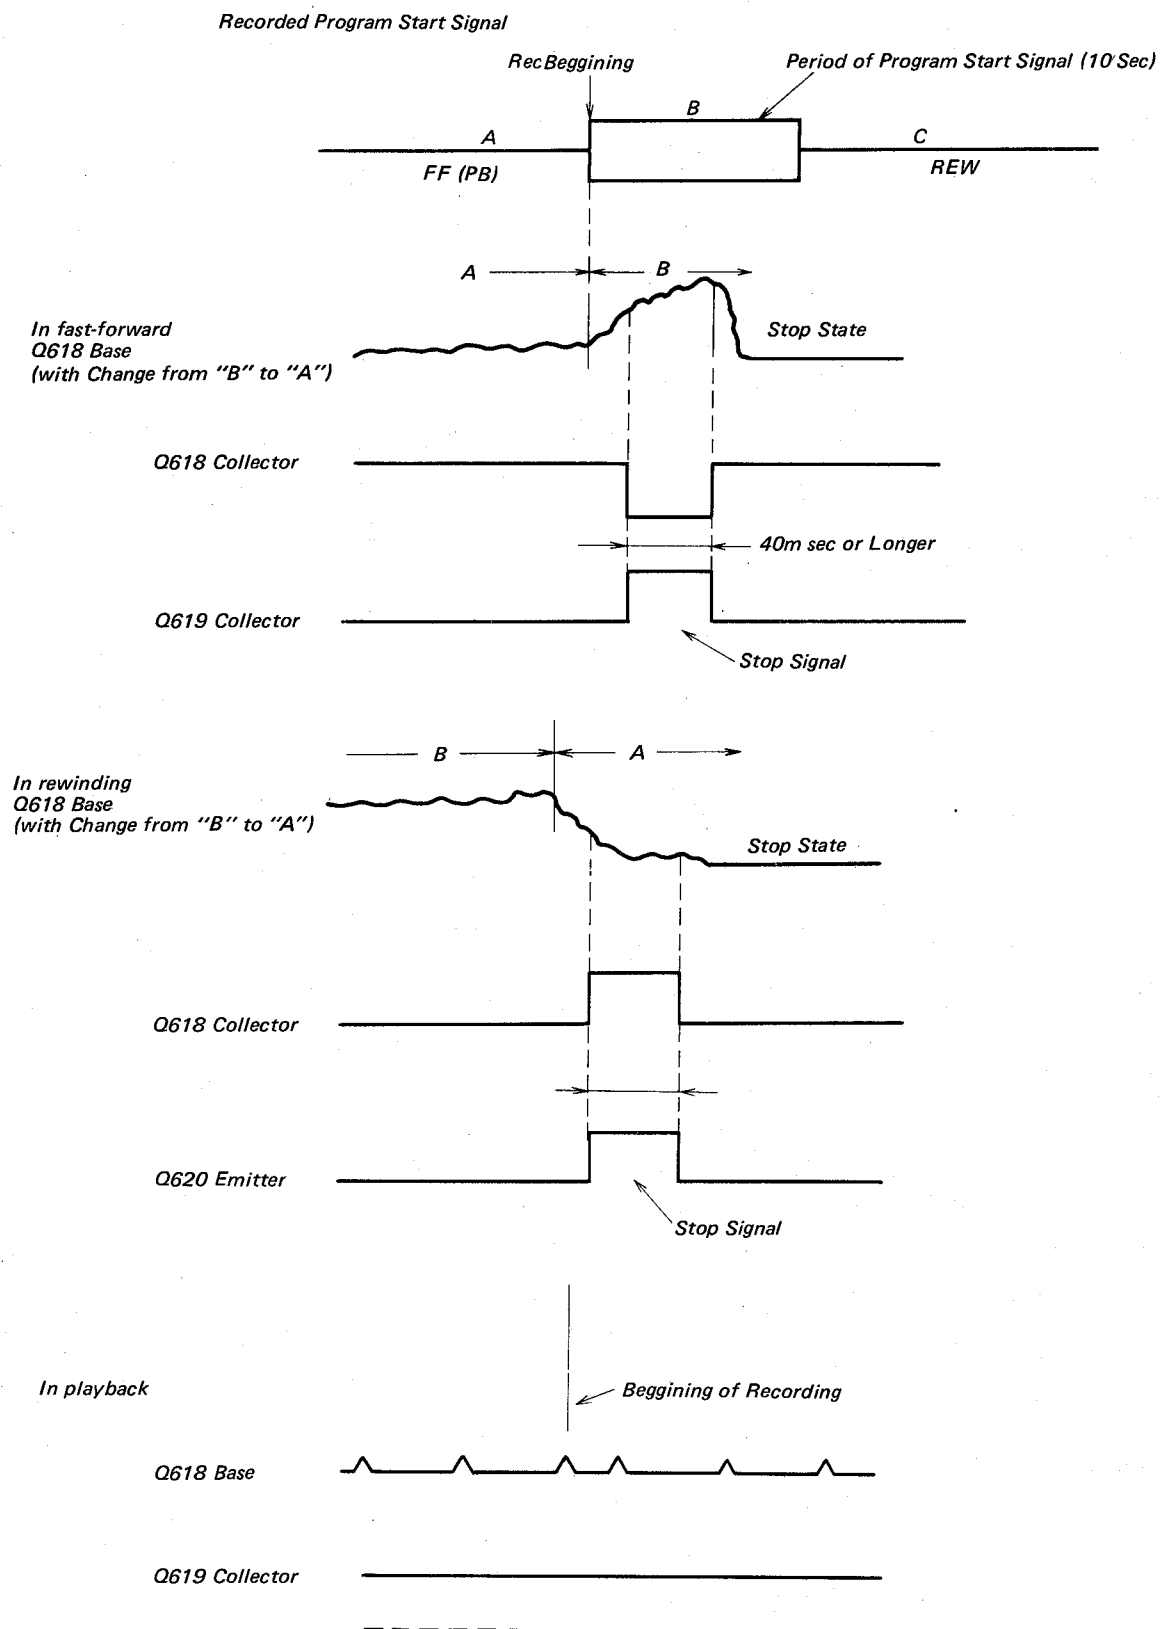 Recorded Program Start Signal
Rec Beggining
Period of Program Start Signal (10 Sec)
B
A
C
FF (PB)
REW
A
B
In fast-forward
Q618 Base
(with Change from "B" to "A")
Stop State
Q618 Collector
40m sec or Longer
Q619 Collector
Stop Signal
B
A
In rewinding
Q618 Base
(with Change from "B" to "A")
Stop State
Q618 Collector
Q620 Emitter
Stop Signal
In playback
Beggining of Recording
Q618 Base
Q619 Collector